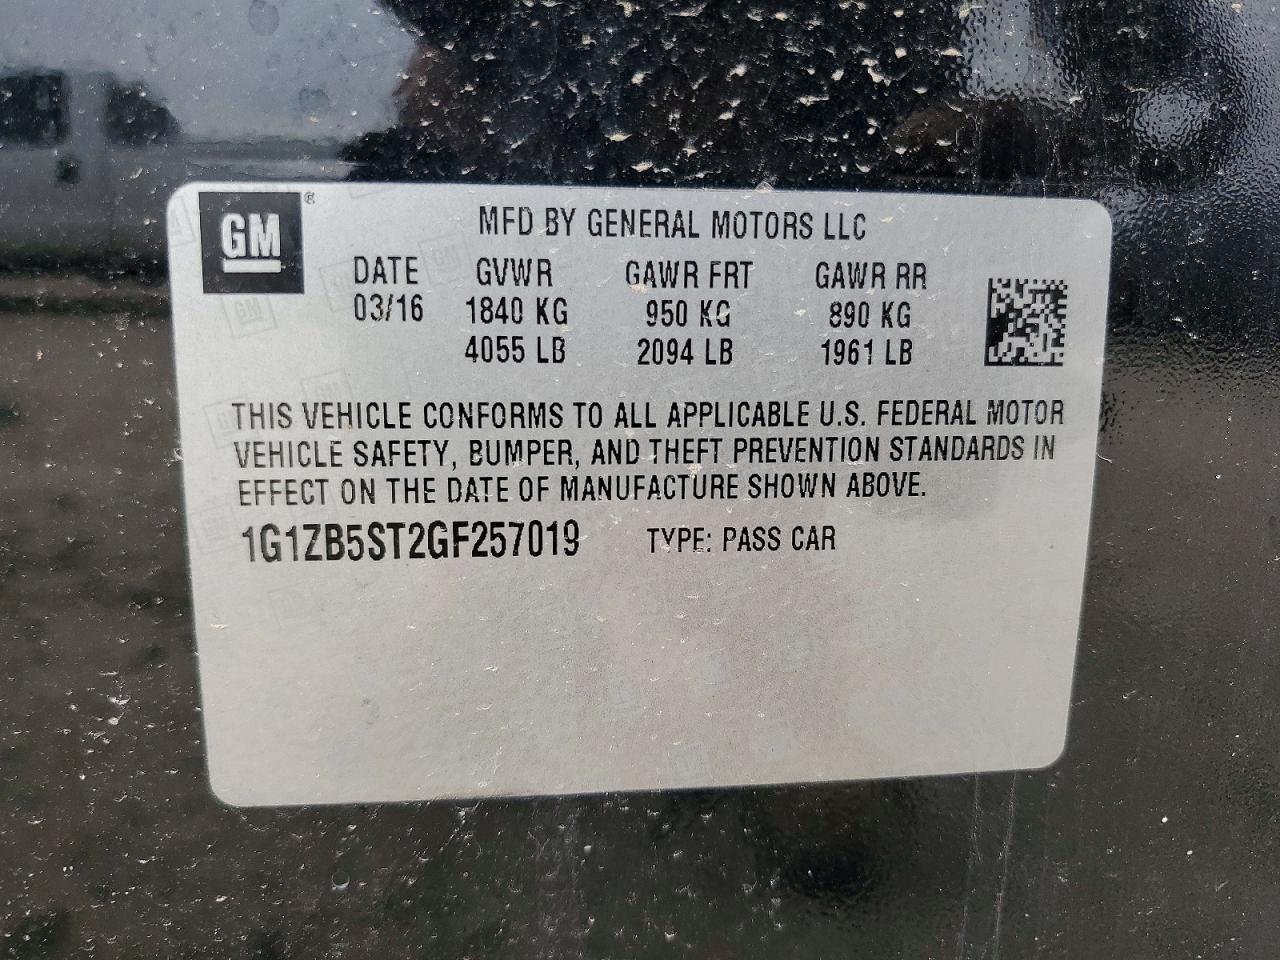 GM ®
MFD BY GENERAL MOTORS LLC
DATE GVWR GAWR FRT GAWR RR
03/16 1840 KG 950 KG 890 KG
4055 LB 2094 LB 1961 LB
THIS VEHICLE CONFORMS TO ALL APPLICABLE U.S. FEDERAL MOTOR
VEHICLE SAFETY, BUMPER, AND THEFT PREVENTION STANDARDS IN
EFFECT ON THE DATE OF MANUFACTURE SHOWN ABOVE.
1G1ZB5ST2GF257019 TYPE: PASS CAR